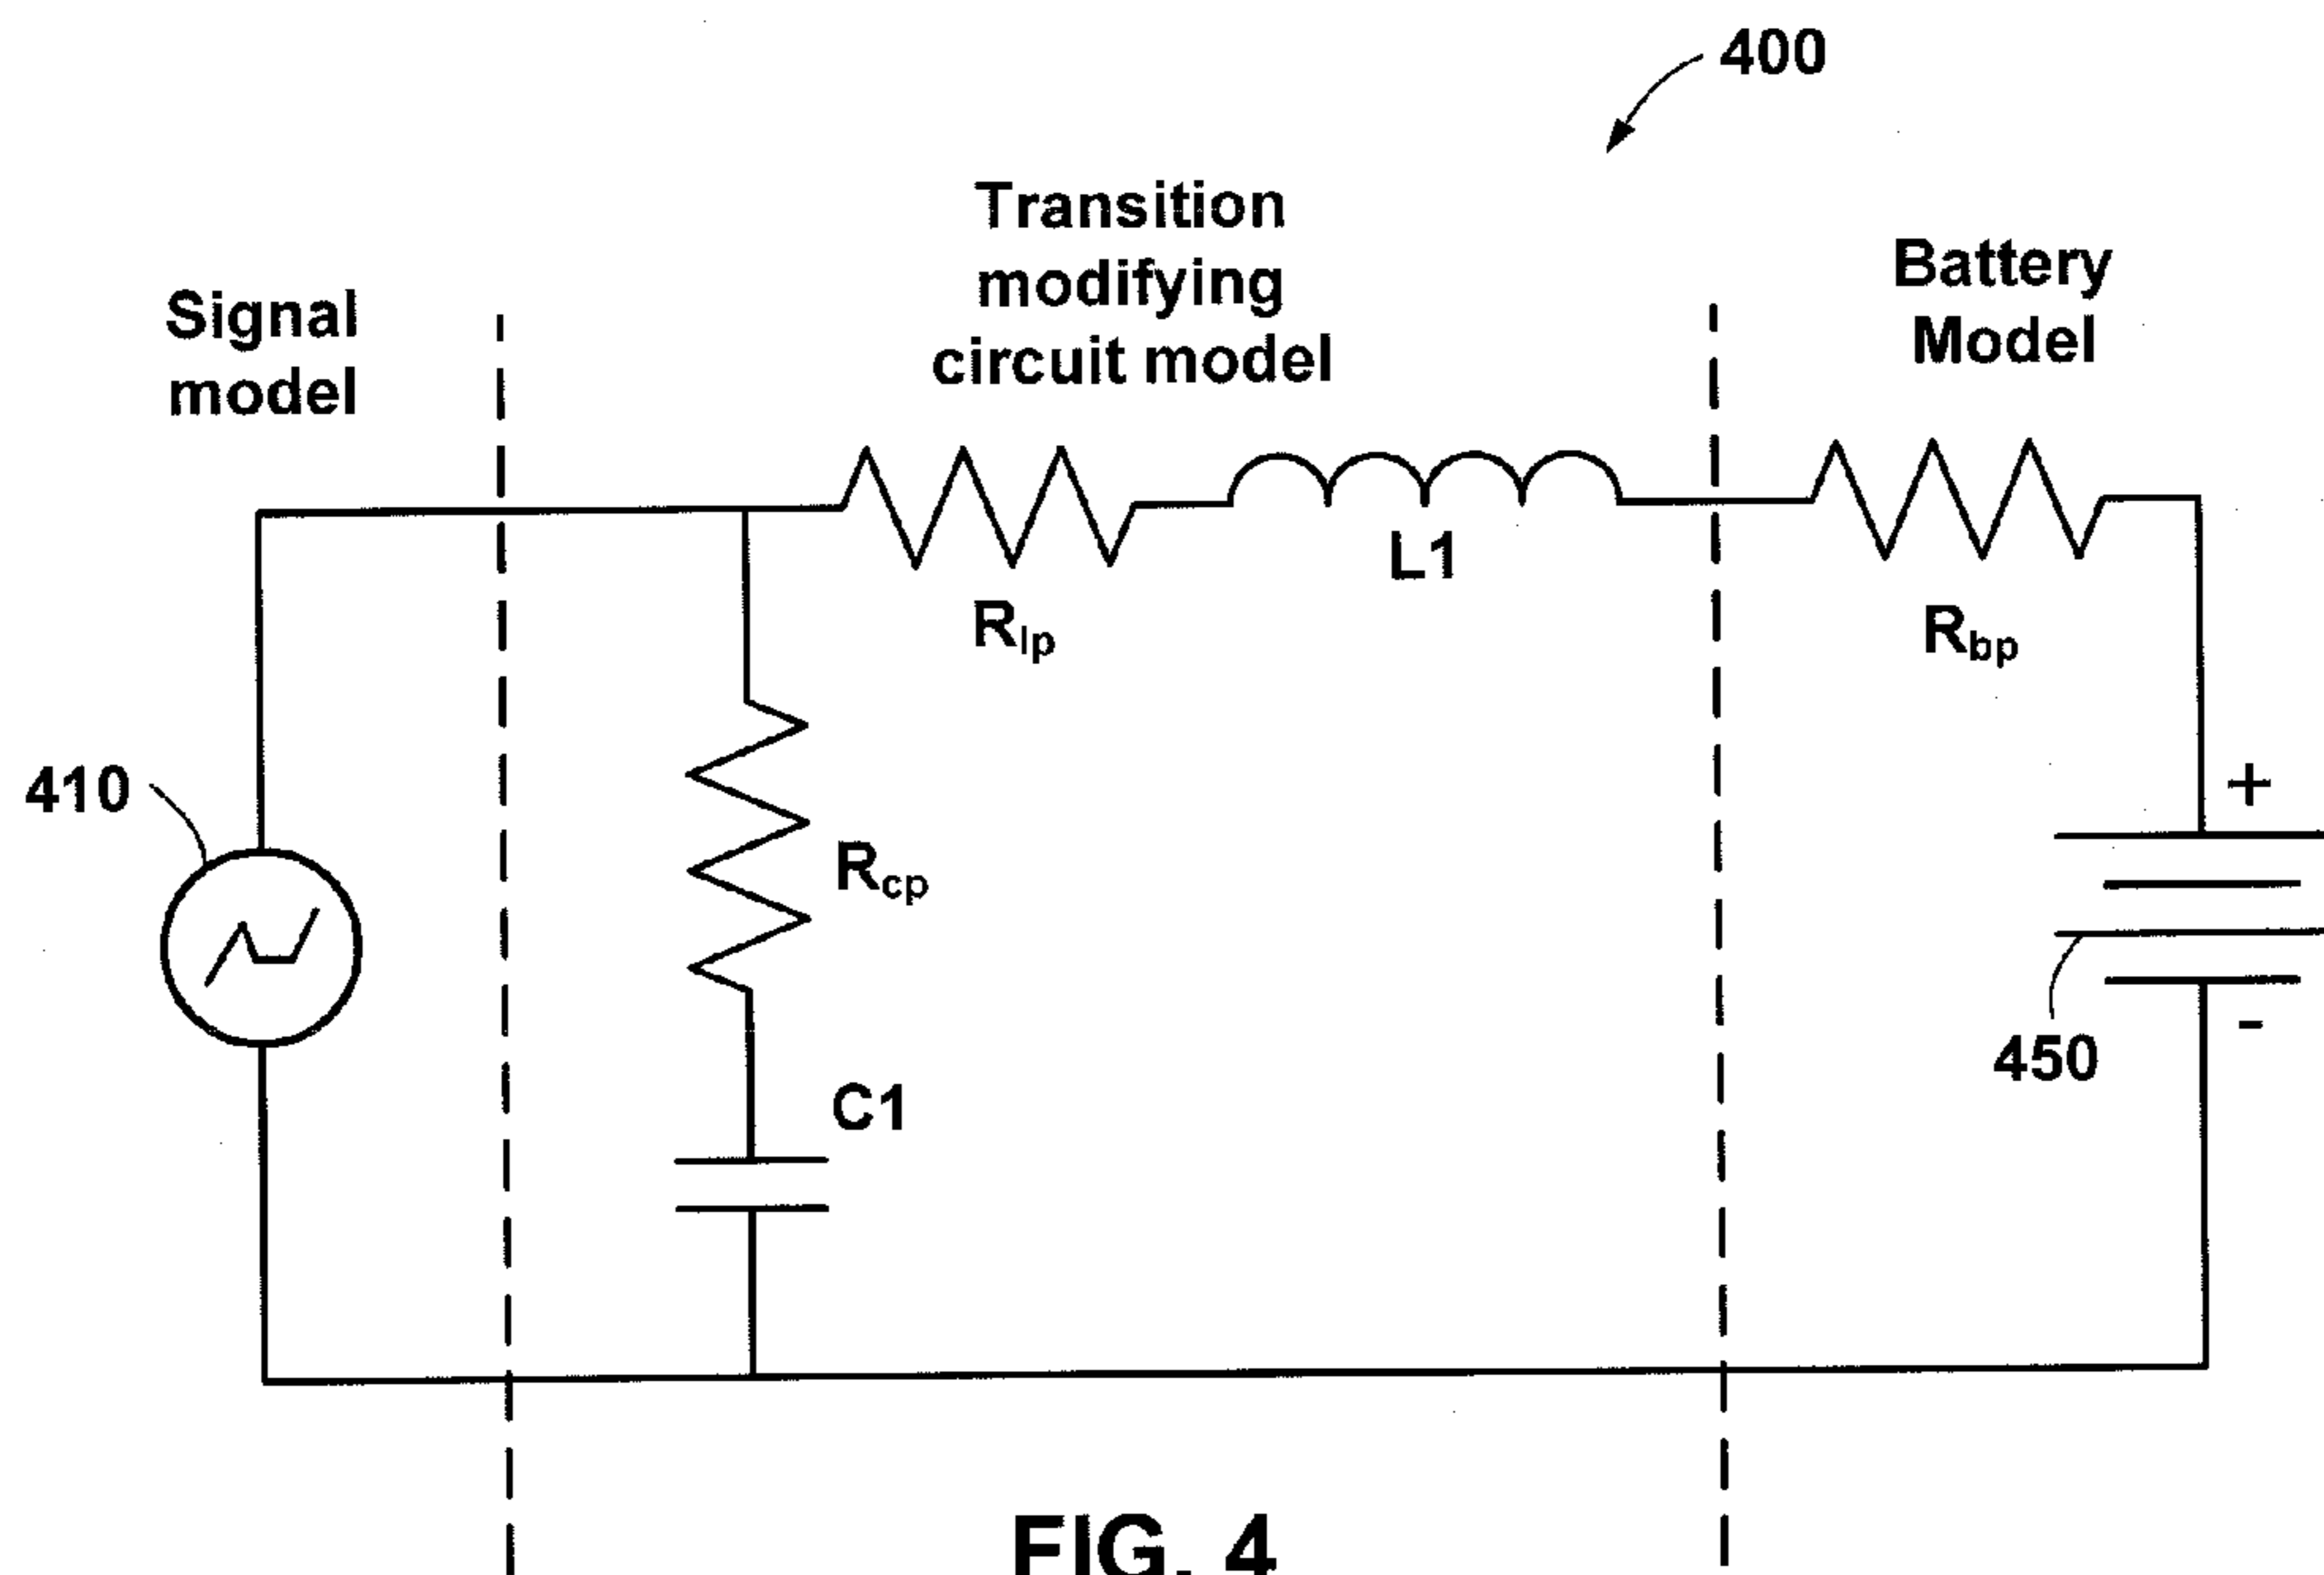 400
Transition
modifying
circuit model
Signal
model
Battery
Model
L1
Rlp
Rbp
410
+
Rcp
-
450
C1
FIG. 4